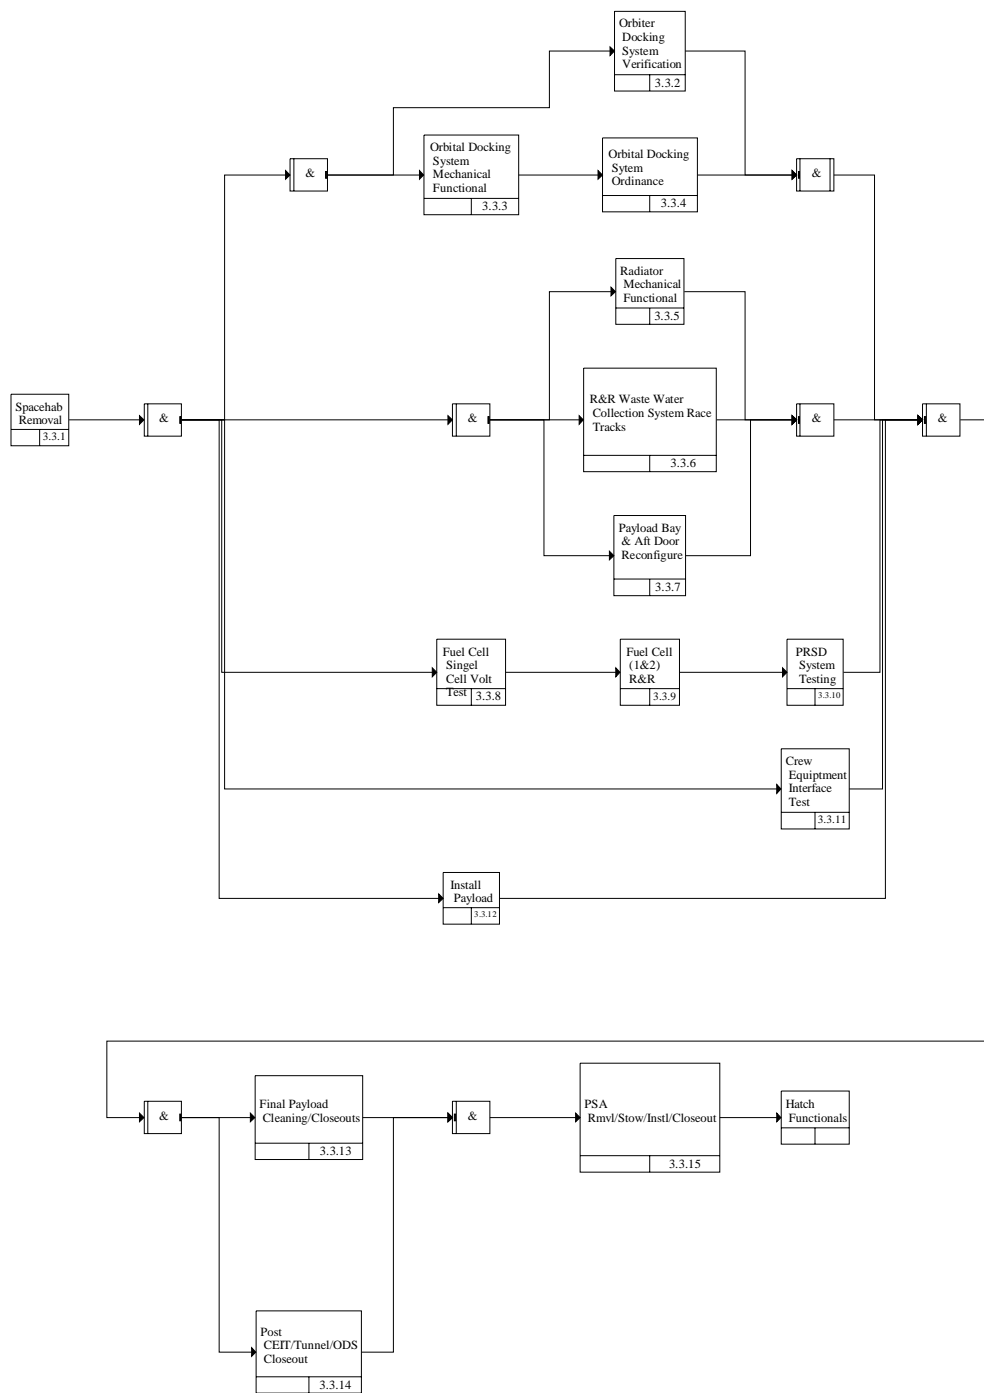 Orbiter
Docking
System
Verification
3.3.2
&
Orbital Docking
System
Mechanical
Functional
3.3.3
Orbital Docking
Sytem
Ordinance
3.3.4
&
Radiator
Mechanical
Functional
3.3.5
Spacehab
Removal
3.3.1
&
&
R&R Waste Water
Collection System Race
Tracks
3.3.6
&
&
Payload Bay
& Aft Door
Reconfigure
3.3.7
Fuel Cell
Singel
Cell Volt
Test
3.3.8
Fuel Cell
(1&2)
R&R
3.3.9
PRSD
System
Testing
3.3.10
Crew
Equiptment
Interface
Test
3.3.11
Install
Payload
3.3.12
&
Final Payload
Cleaning/Closeouts
3.3.13
&
PSA
Rmvl/Stow/Instl/Closeout
3.3.15
Hatch
Functionals
Post
CEIT/Tunnel/ODS
Closeout
3.3.14